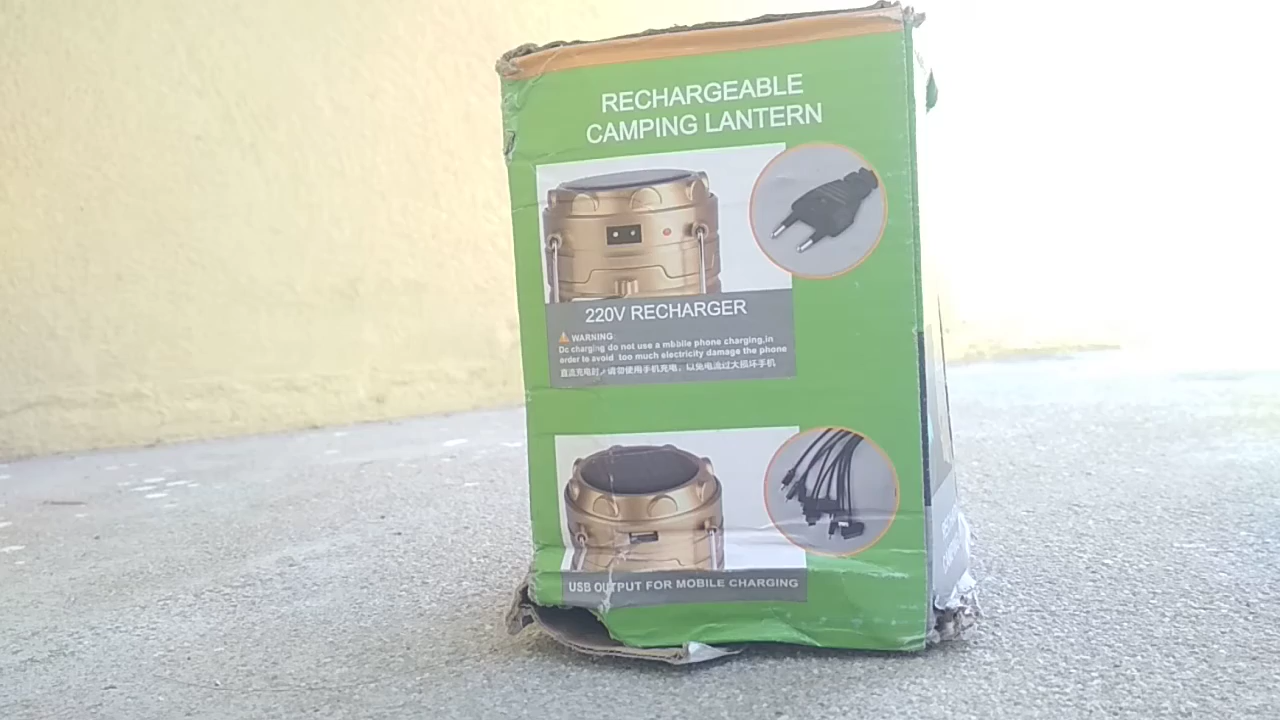 RECHARGEABLE
CAMPING LANTERN
220V RECHARGER
WARNING:
Dc charging do not use a mbbile phone charging,in
order to avoid too much electricity damage the phone
直流充电时，请勿使用手机充电，以免电流过大损坏手机
USB OUTPUT FOR MOBILE CHARGING